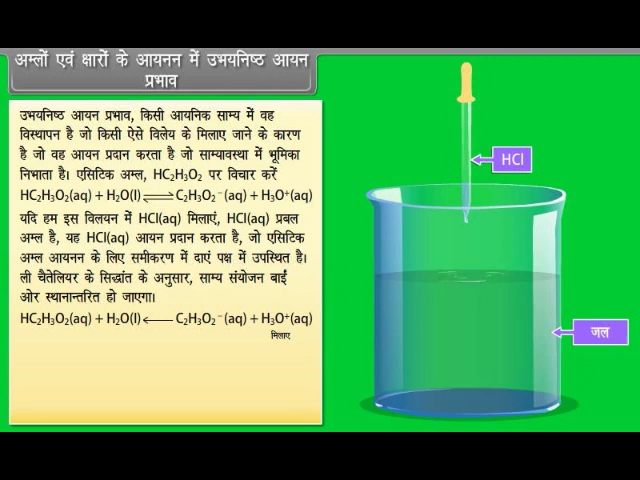 अम्लों एवं क्षारों के आयनन में उभयनिष्ठ आयन
प्रभाव
उभयनिष्ठ आयन प्रभाव, किसी आयनिक साम्य में वह
विस्थापन है जो किसी ऐसे विलेय के मिलाए जाने के कारण
है जो वह आयन प्रदान करता है जो साम्यावस्था में भूमिका
निभाता है। एसिटिक अम्ल, HC₂H₃O₂ पर विचार करें
HC₂H₃O₂(aq) + H₂O(l) ⇌ C₂H₃O₂⁻(aq) + H₃O⁺(aq)
यदि हम इस विलयन में HCl(aq) मिलाएं, HCl(aq) प्रबल
अम्ल है, यह HCl(aq) आयन प्रदान करता है, जो एसिटिक
अम्ल आयनन के लिए समीकरण में दाएं पक्ष में उपस्थित है।
ली चैतेलियर के सिद्धांत के अनुसार, साम्य संयोजन बाईं
ओर स्थानान्तरित हो जाएगा।
HC₂H₃O₂(aq) + H₂O(l) ⟵ C₂H₃O₂⁻(aq) + H₃O⁺(aq)
मिलाए
HCl
जल